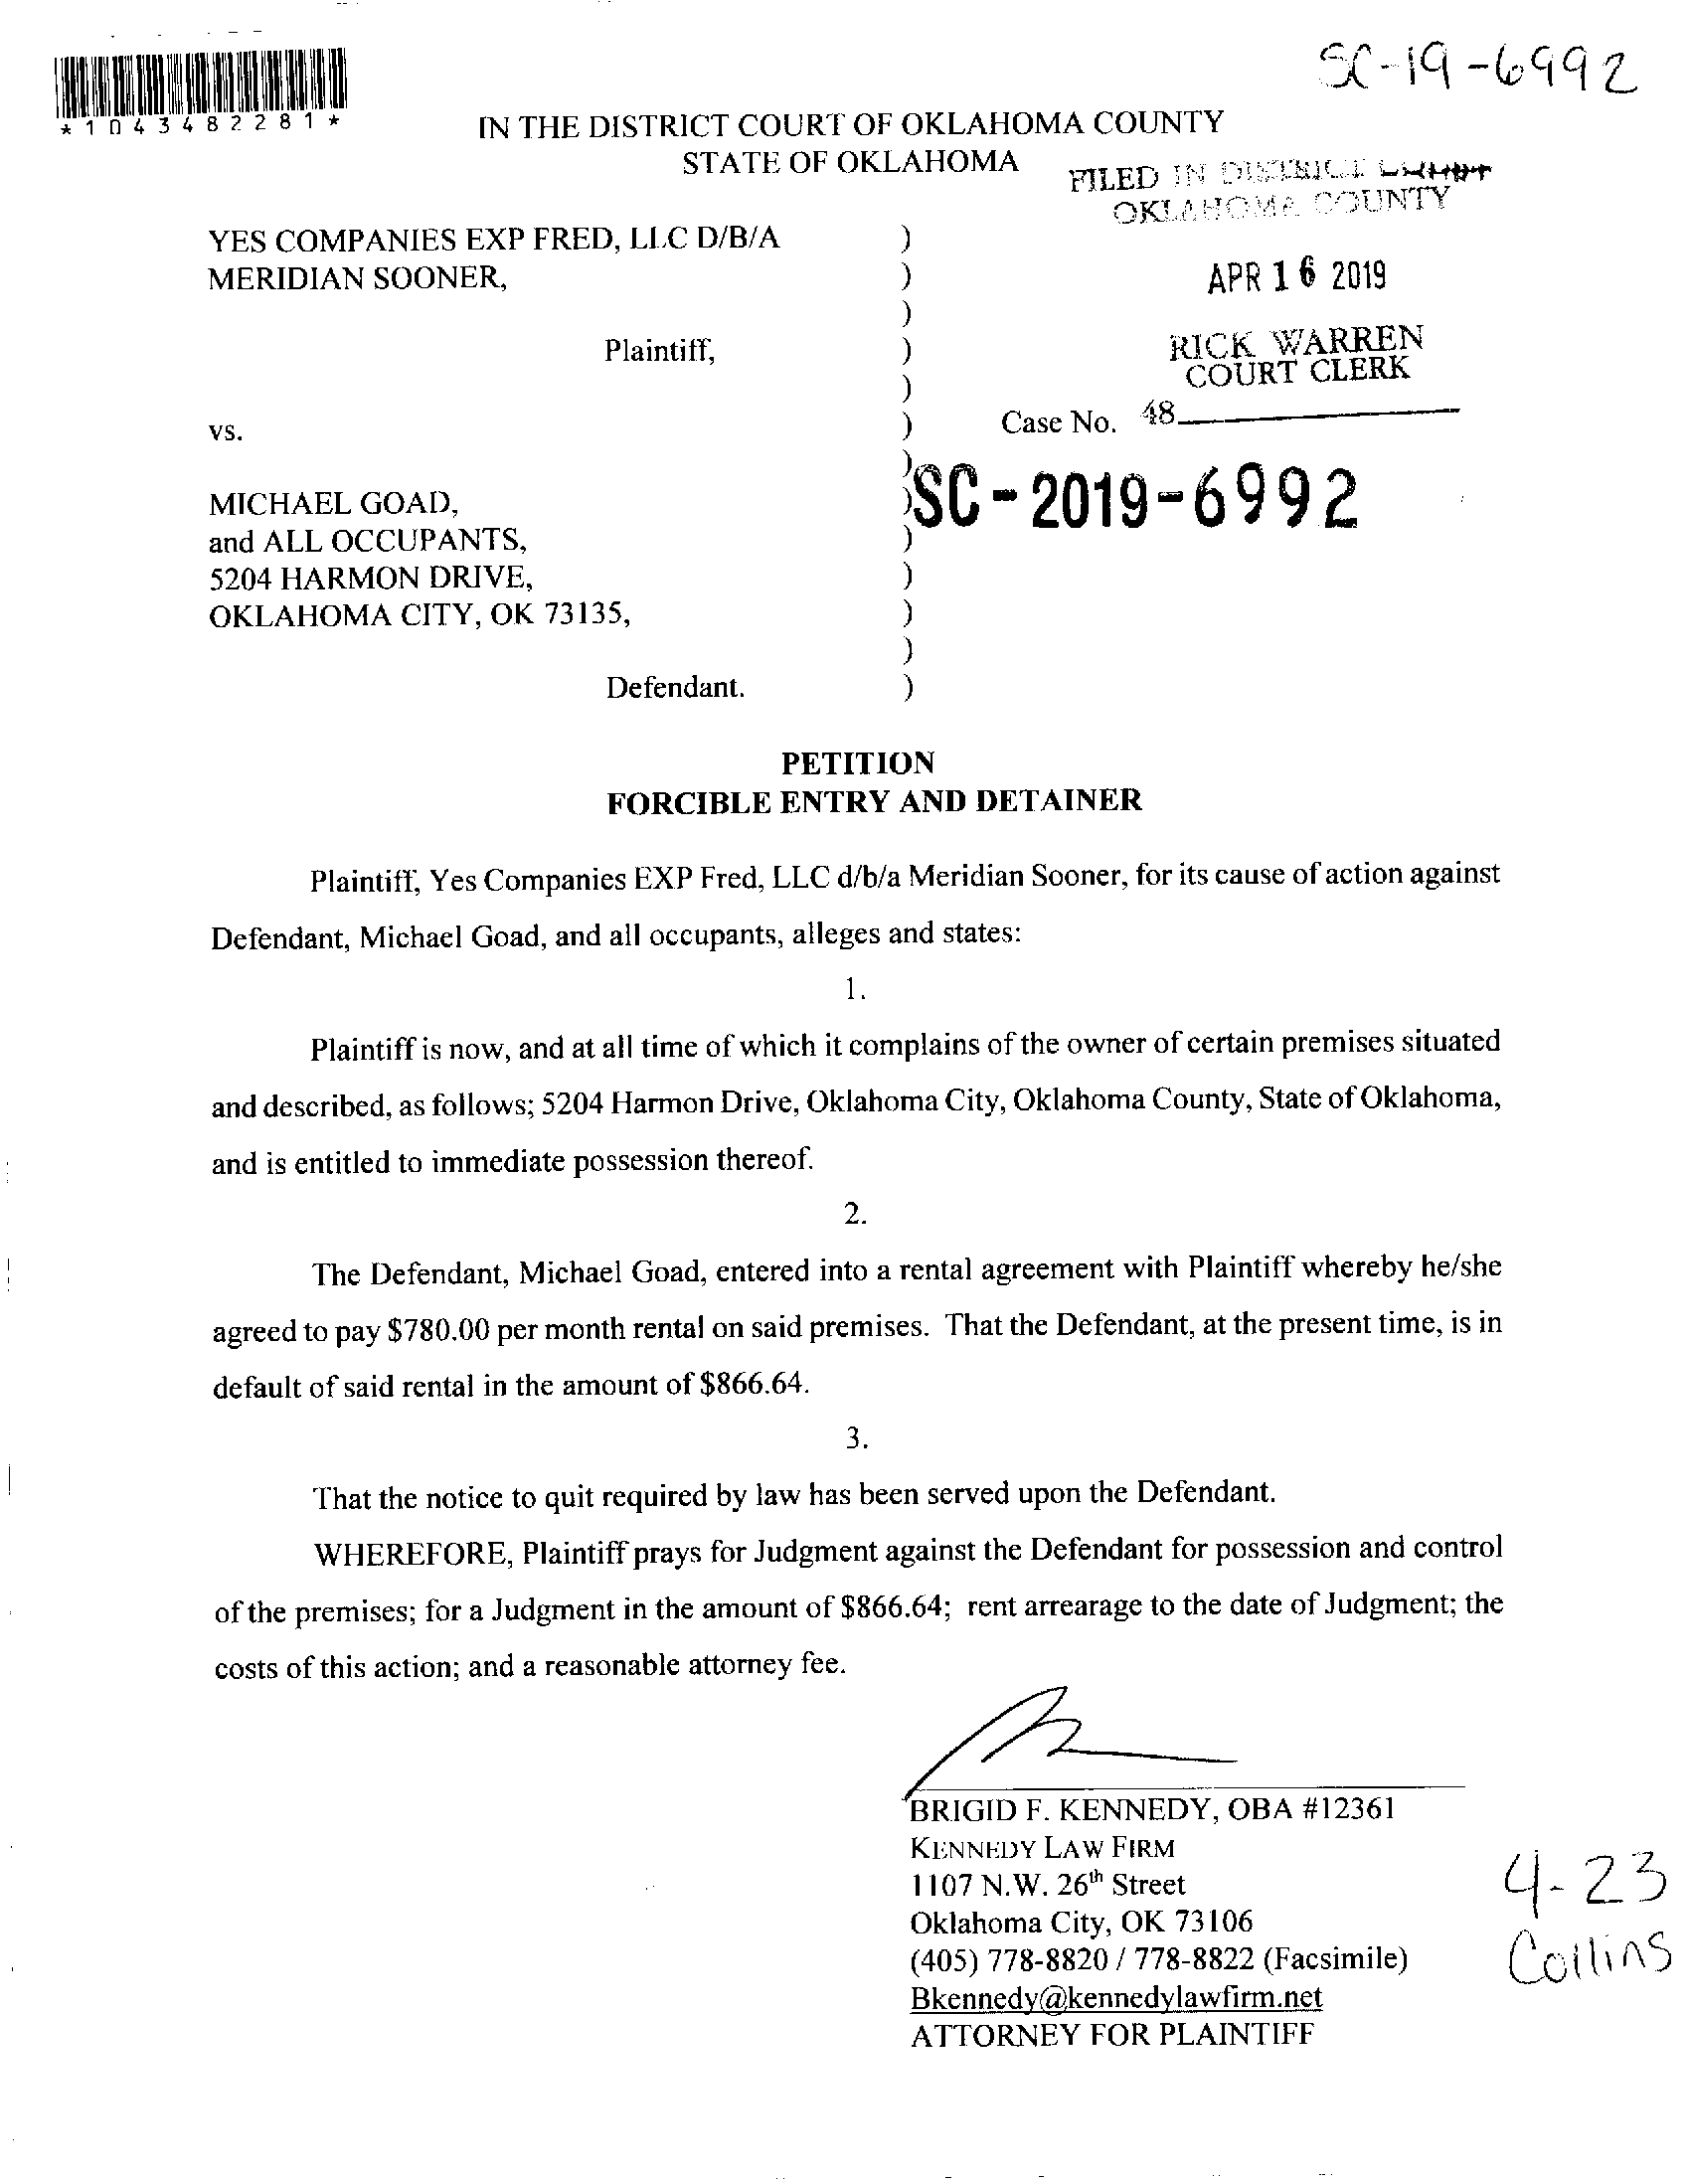 SC-19-6992
*1043482281*
IN THE DISTRICT COURT OF OKLAHOMA COUNTY
STATE OF OKLAHOMA
FILED IN DISTRICT COURT
OKLAHOMA COUNTY
YES COMPANIES EXP FRED, LLC D/B/A )
MERIDIAN SOONER, )
APR 16 2019
)
Plaintiff, )
RICK WARREN
COURT CLERK
)
vs. )
Case No. 48
)
SC-2019-6992
MICHAEL GOAD, )
and ALL OCCUPANTS, )
5204 HARMON DRIVE, )
OKLAHOMA CITY, OK 73135, )
)
Defendant. )
PETITION
FORCIBLE ENTRY AND DETAINER
Plaintiff, Yes Companies EXP Fred, LLC d/b/a Meridian Sooner, for its cause of action against
Defendant, Michael Goad, and all occupants, alleges and states:
1.
Plaintiff is now, and at all time of which it complains of the owner of certain premises situated
and described, as follows; 5204 Harmon Drive, Oklahoma City, Oklahoma County, State of Oklahoma,
and is entitled to immediate possession thereof.
2.
The Defendant, Michael Goad, entered into a rental agreement with Plaintiff whereby he/she
agreed to pay $780.00 per month rental on said premises. That the Defendant, at the present time, is in
default of said rental in the amount of $866.64.
3.
That the notice to quit required by law has been served upon the Defendant.
WHEREFORE, Plaintiff prays for Judgment against the Defendant for possession and control
of the premises; for a Judgment in the amount of $866.64; rent arrearage to the date of Judgment; the
costs of this action; and a reasonable attorney fee.
BRIGID F. KENNEDY, OBA #12361
KENNEDY LAW FIRM
1107 N.W. 26th Street
Oklahoma City, OK 73106
(405) 778-8820 / 778-8822 (Facsimile)
Bkennedy@kennedylawfirm.net
ATTORNEY FOR PLAINTIFF
4-23
Collins